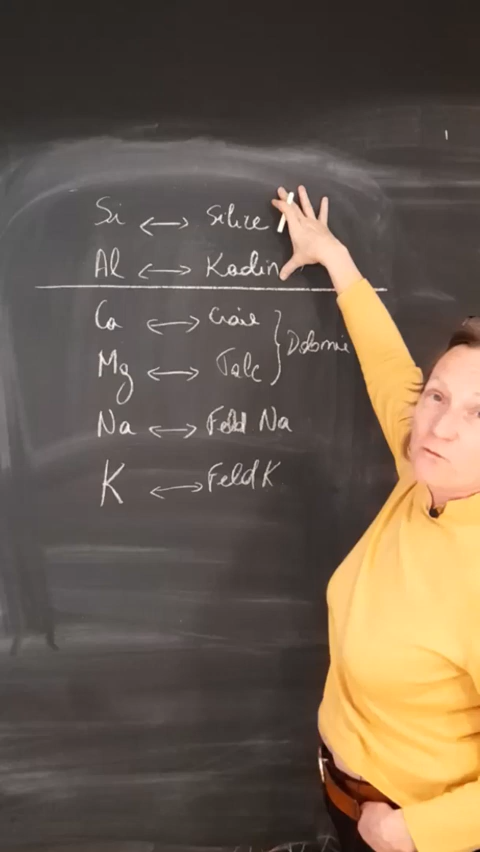 Si ↔ Silice
Al ↔ Kaolin
Ca ↔ Craie
Mg ↔ Talc } Dolomie
Na ↔ Feld Na
K ↔ Feld K